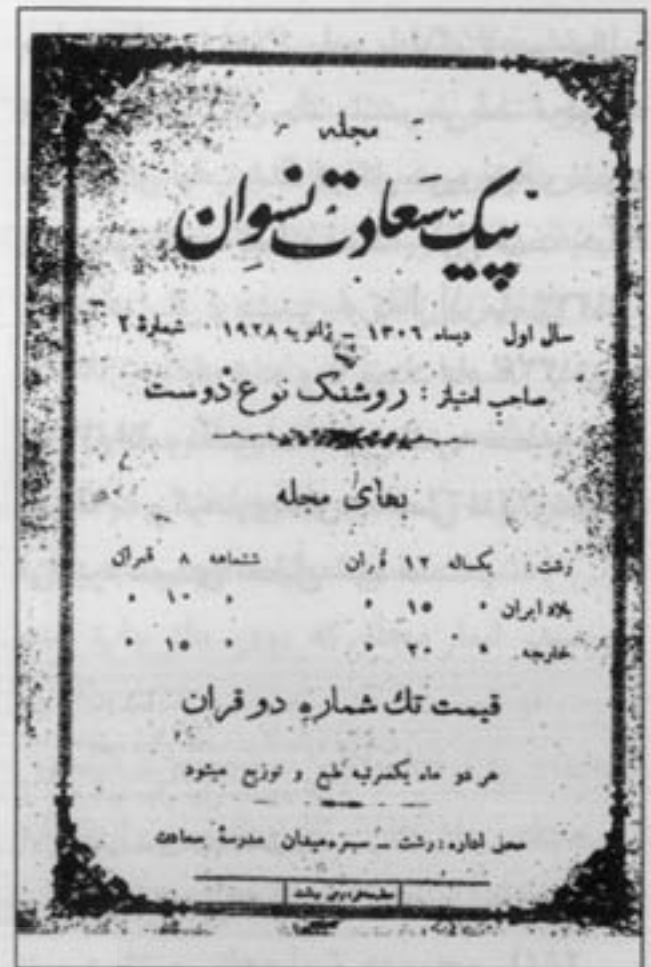 مجله
پیک سعادت نسوان
سال اول دیماه ۱۳۰۶ – ژانویه ۱۹۲۸ شمارهٔ ۲
صاحب امتیاز : روشنک نوع دوست
بهای مجله
رشت : یکساله ۱۲ قران ششماهه ۸ قران
بلاد ایران » ۱۵ » » ۱۰ »
خارجه » ۲۰ » » ۱۵ »
قیمت تك شماره دو قران
هر دو ماه یکمرتبه طبع و توزیع میشود
محل اداره : رشت – سبزه میدان مدرسهٔ سعادت